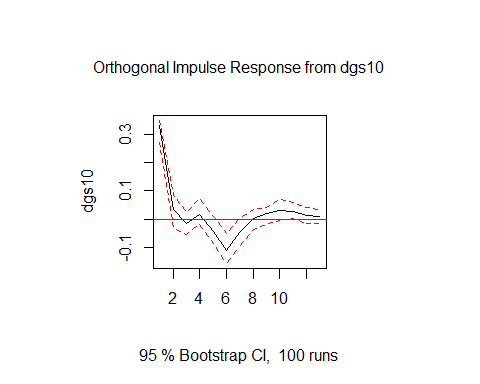 Orthogonal Impulse Response from dgs10
dgs10
0.3
0.1
-0.1
2 4 6 8 10
95 % Bootstrap CI, 100 runs